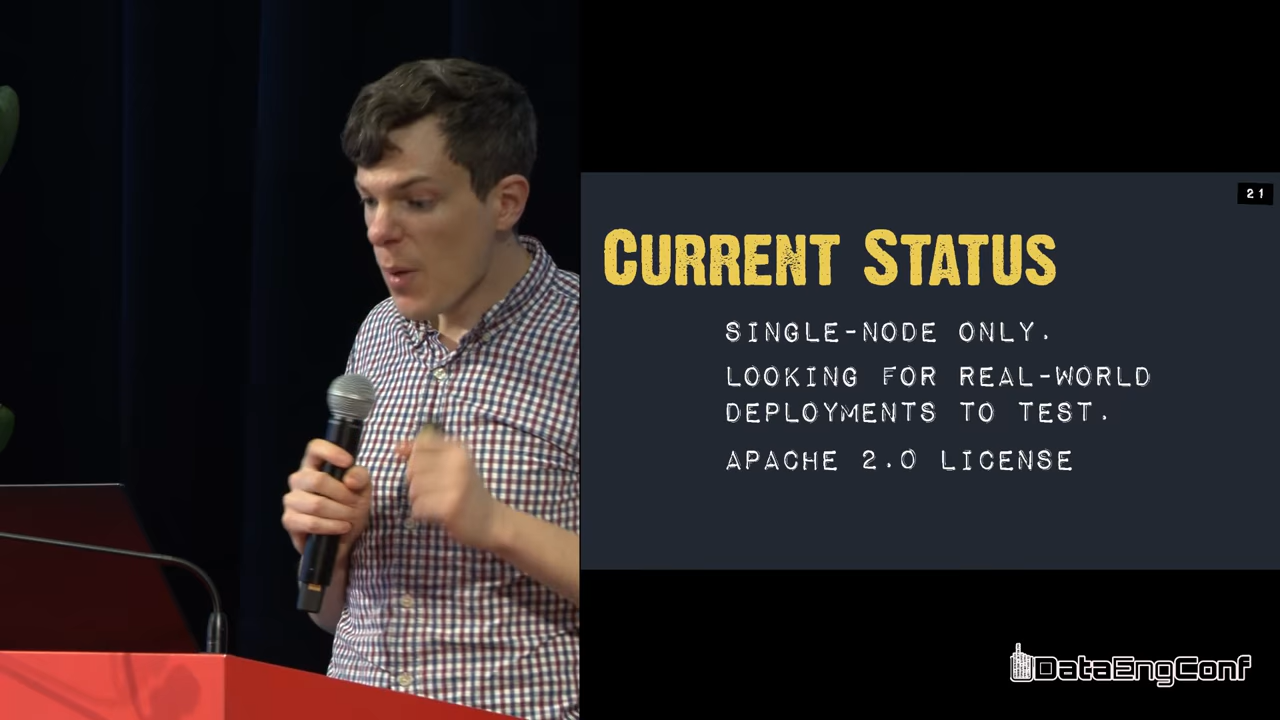 21
CURRENT STATUS
SINGLE-NODE ONLY.
LOOKING FOR REAL-WORLD
DEPLOYMENTS TO TEST.
APACHE 2.0 LICENSE
DataEngConf